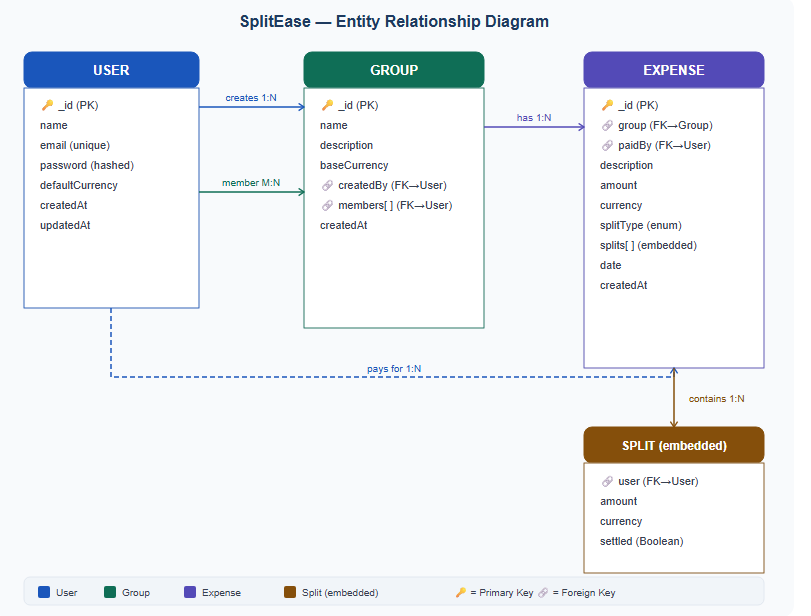 SplitEase — Entity Relationship Diagram
USER
🔑 _id (PK)
name
email (unique)
password (hashed)
defaultCurrency
createdAt
updatedAt
creates 1:N
member M:N
GROUP
🔑 _id (PK)
name
description
baseCurrency
🔗 createdBy (FK→User)
🔗 members[ ] (FK→User)
createdAt
has 1:N
EXPENSE
🔑 _id (PK)
🔗 group (FK→Group)
🔗 paidBy (FK→User)
description
amount
currency
splitType (enum)
splits[ ] (embedded)
date
createdAt
pays for 1:N
contains 1:N
SPLIT (embedded)
🔗 user (FK→User)
amount
currency
settled (Boolean)
User
Group
Expense
Split (embedded)
🔑 = Primary Key 🔗 = Foreign Key